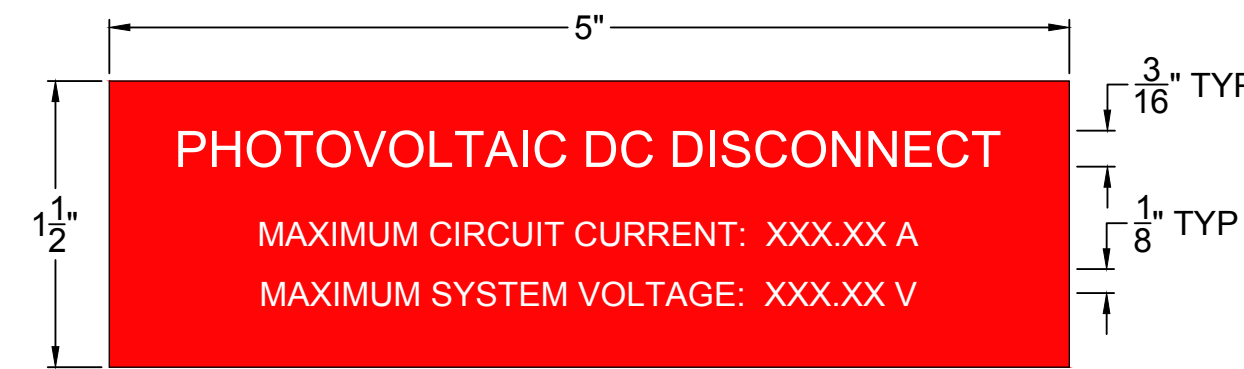 5"
3/16" TYP
PHOTOVOLTAIC DC DISCONNECT
1 1/2"
1/8" TYP
MAXIMUM CIRCUIT CURRENT: XXX.XX A
MAXIMUM SYSTEM VOLTAGE: XXX.XX V